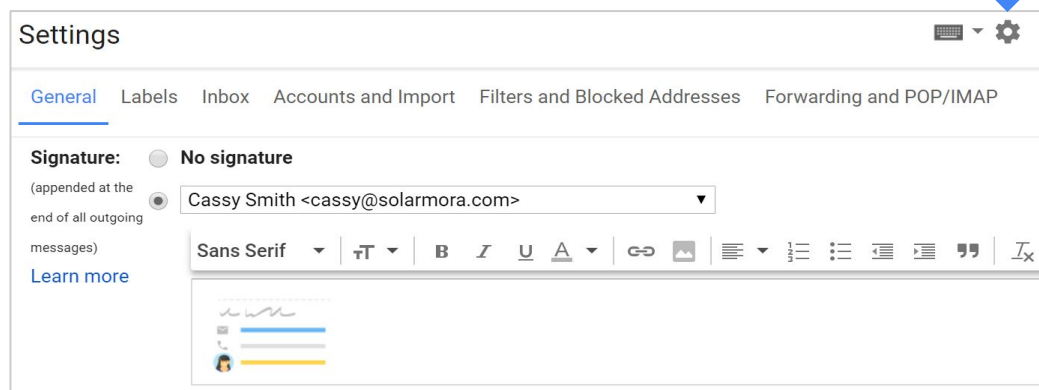 Settings
General Labels Inbox Accounts and Import Filters and Blocked Addresses Forwarding and POP/IMAP
Signature: No signature
(appended at the
end of all outgoing
messages)
Learn more
Cassy Smith <cassy@solarmora.com>
Sans Serif